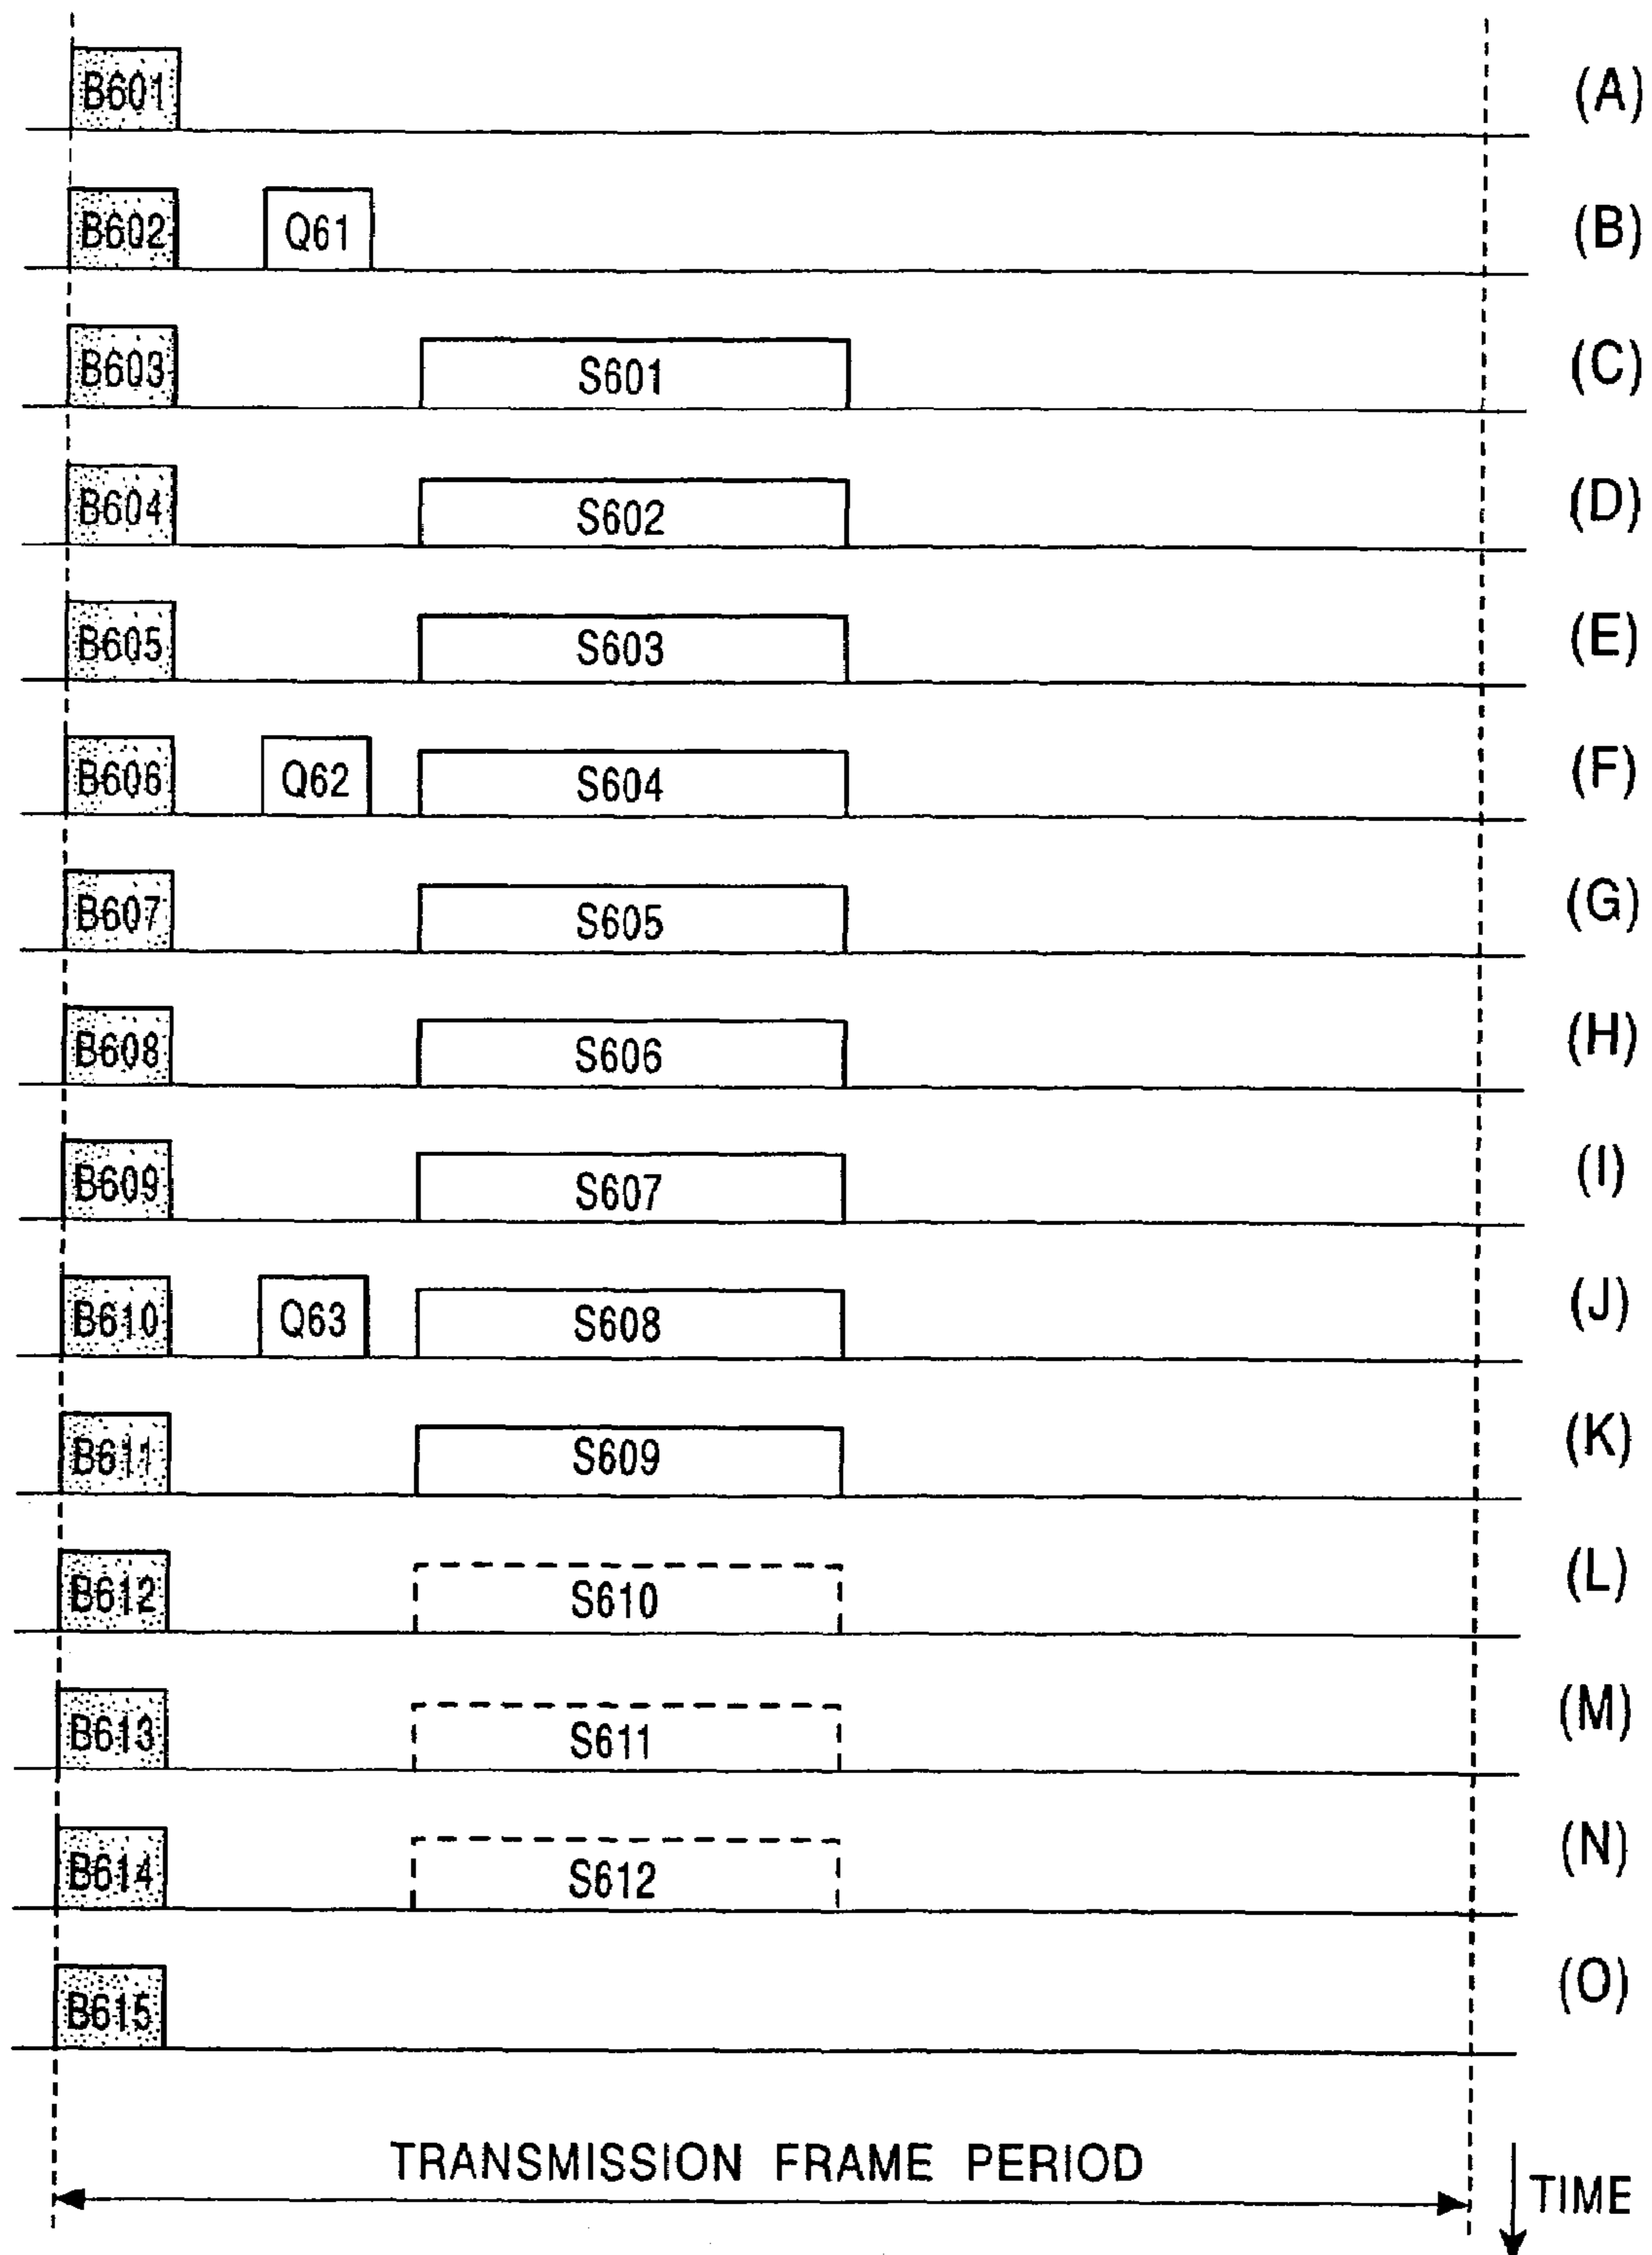 B601 (A)
B602 Q61 (B)
B603 S601 (C)
B604 S602 (D)
B605 S603 (E)
B606 Q62 S604 (F)
B607 S605 (G)
B608 S606 (H)
B609 S607 (I)
B610 Q63 S608 (J)
B611 S609 (K)
B612 S610 (L)
B613 S611 (M)
B614 S612 (N)
B615 (O)
TRANSMISSION FRAME PERIOD
TIME